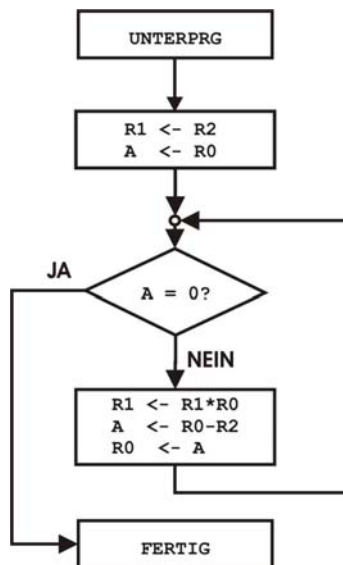 UNTERPRG
R1 <- R2
A <- R0
JA
A = 0?
NEIN
R1 <- R1*R0
A <- R0-R2
R0 <- A
FERTIG